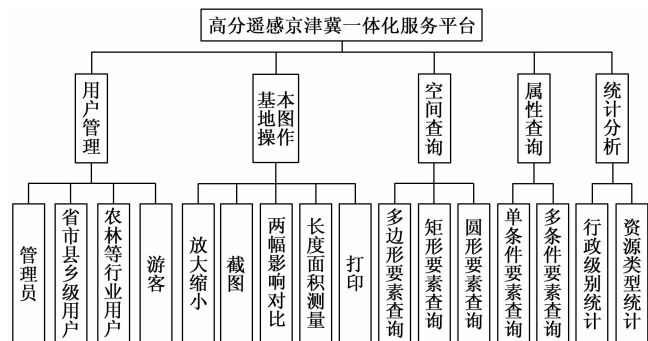 高分遥感京津冀一体化服务平台
用户管理
基地操
本图作
空间查询
属性查询
统计分析
管理员
省市县乡级用户
农林等行业用户
游客
放大缩小
截图
两幅影响对比
长度面积测量
打印
多边形要素查询
矩形要素查询
圆形要素查询
单条件要素查询
多条件要素查询
行政级别统计
资源类型统计